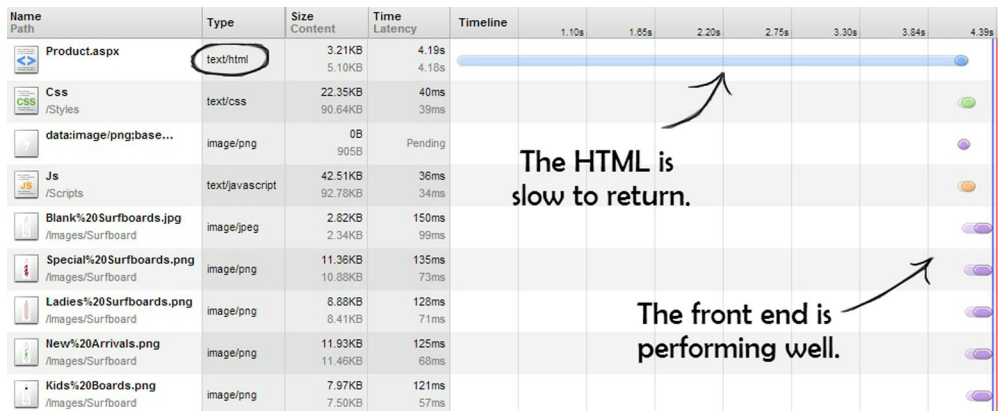 Name Type Size Time Timeline
Path Content Latency
1.10s 1.65s 2.20s 2.75s 3.30s 3.84s 4.39s
Product.aspx text/html 3.21KB 4.19s
5.10KB 4.18s
Css text/css 22.35KB 40ms
/Styles 90.64KB 39ms
data:image/png;base... image/png 0B Pending
905B
Js text/javascript 42.51KB 36ms
/Scripts 92.78KB 34ms
Blank%20Surfboards.jpg image/jpeg 2.82KB 150ms
/Images/Surfboard 2.34KB 99ms
Special%20Surfboards.png image/png 11.36KB 135ms
/Images/Surfboard 10.88KB 73ms
Ladies%20Surfboards.png image/png 8.88KB 128ms
/Images/Surfboard 8.41KB 71ms
New%20Arrivals.png image/png 11.93KB 125ms
/Images/Surfboard 11.46KB 68ms
Kids%20Boards.png image/png 7.97KB 121ms
/Images/Surfboard 7.50KB 57ms
CSS
JS
The HTML is
slow to return.
The front end is
performing well.